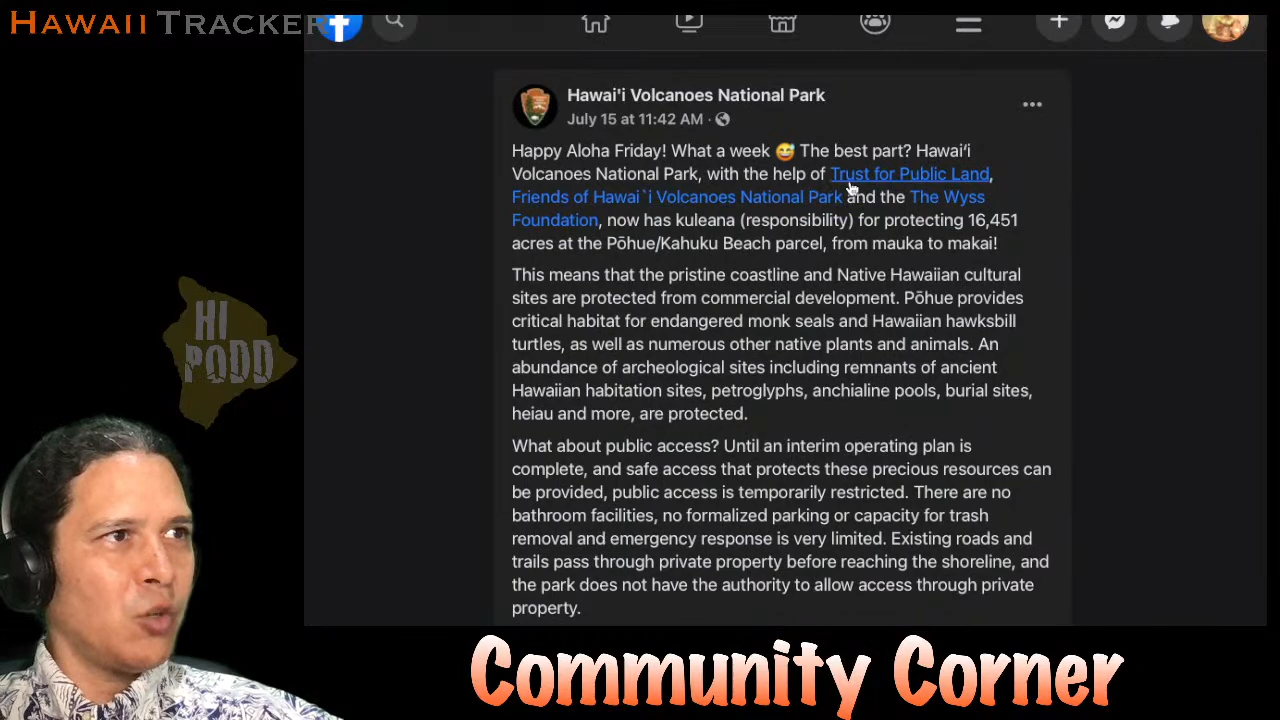 HAWAII TRACKER
Hawai'i Volcanoes National Park
July 15 at 11:42 AM ·
Happy Aloha Friday! What a week 😅 The best part? Hawaiʻi
Volcanoes National Park, with the help of Trust for Public Land,
Friends of Hawai`i Volcanoes National Park and the The Wyss
Foundation, now has kuleana (responsibility) for protecting 16,451
acres at the Pōhue/Kahuku Beach parcel, from mauka to makai!
This means that the pristine coastline and Native Hawaiian cultural
sites are protected from commercial development. Pōhue provides
critical habitat for endangered monk seals and Hawaiian hawksbill
turtles, as well as numerous other native plants and animals. An
abundance of archeological sites including remnants of ancient
Hawaiian habitation sites, petroglyphs, anchialine pools, burial sites,
heiau and more, are protected.
What about public access? Until an interim operating plan is
complete, and safe access that protects these precious resources can
be provided, public access is temporarily restricted. There are no
bathroom facilities, no formalized parking or capacity for trash
removal and emergency response is very limited. Existing roads and
trails pass through private property before reaching the shoreline, and
the park does not have the authority to allow access through private
property.
HI
PODD
Community Corner